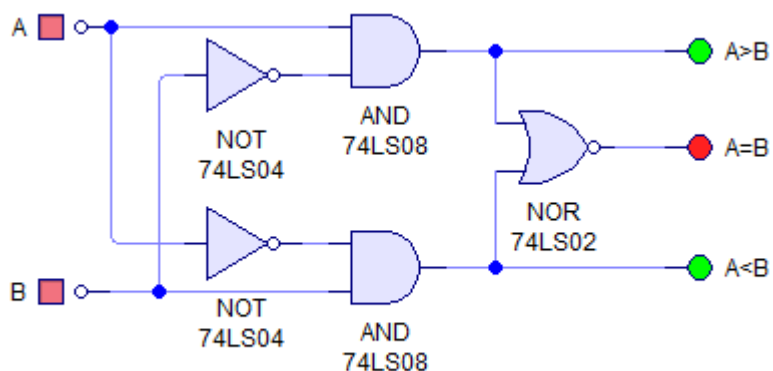 A
A>B
NOT
74LS04
AND
74LS08
A=B
NOR
74LS02
B
A<B
NOT
74LS04
AND
74LS08